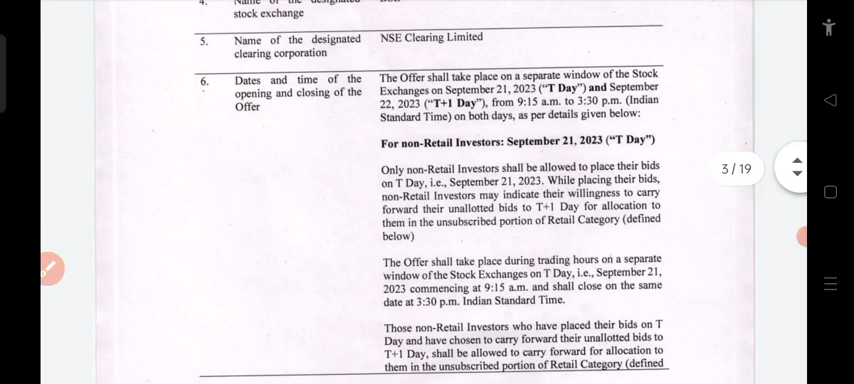 4. Name of the designated
stock exchange
5. Name of the designated NSE Clearing Limited
clearing corporation
6. Dates and time of the
opening and closing of the
Offer
The Offer shall take place on a separate window of the Stock
Exchanges on September 21, 2023 (“T Day”) and September
22, 2023 (“T+1 Day”), from 9:15 a.m. to 3:30 p.m. (Indian
Standard Time) on both days, as per details given below:
For non-Retail Investors: September 21, 2023 (“T Day”)
Only non-Retail Investors shall be allowed to place their bids
on T Day, i.e., September 21, 2023. While placing their bids,
non-Retail Investors may indicate their willingness to carry
forward their unallotted bids to T+1 Day for allocation to
them in the unsubscribed portion of Retail Category (defined
below)
The Offer shall take place during trading hours on a separate
window of the Stock Exchanges on T Day, i.e., September 21,
2023 commencing at 9:15 a.m. and shall close on the same
date at 3:30 p.m. Indian Standard Time.
Those non-Retail Investors who have placed their bids on T
Day and have chosen to carry forward their unallotted bids to
T+1 Day, shall be allowed to carry forward for allocation to
them in the unsubscribed portion of Retail Category (defined
3 / 19